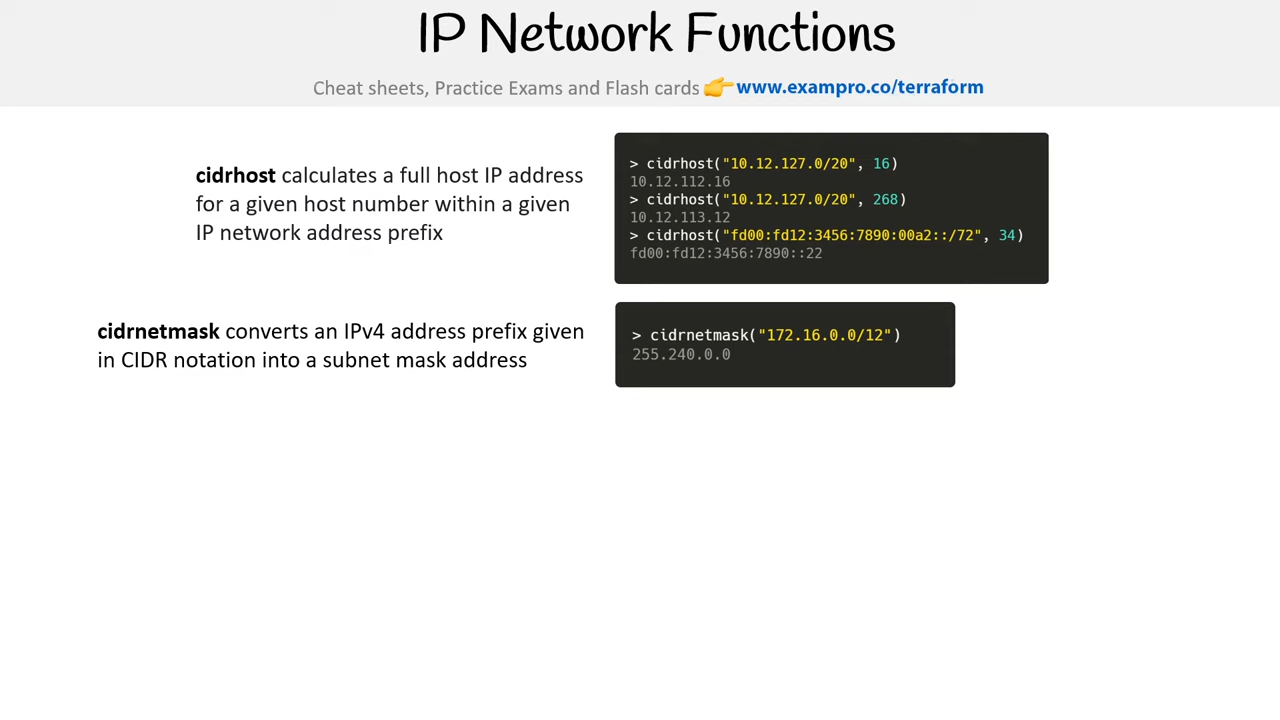 IP Network Functions
Cheat sheets, Practice Exams and Flash cards 👉 www.exampro.co/terraform
cidrhost calculates a full host IP address
for a given host number within a given
IP network address prefix
> cidrhost("10.12.127.0/20", 16)
10.12.112.16
> cidrhost("10.12.127.0/20", 268)
10.12.113.12
> cidrhost("fd00:fd12:3456:7890:00a2::/72", 34)
fd00:fd12:3456:7890::22
cidrnetmask converts an IPv4 address prefix given
in CIDR notation into a subnet mask address
> cidrnetmask("172.16.0.0/12")
255.240.0.0